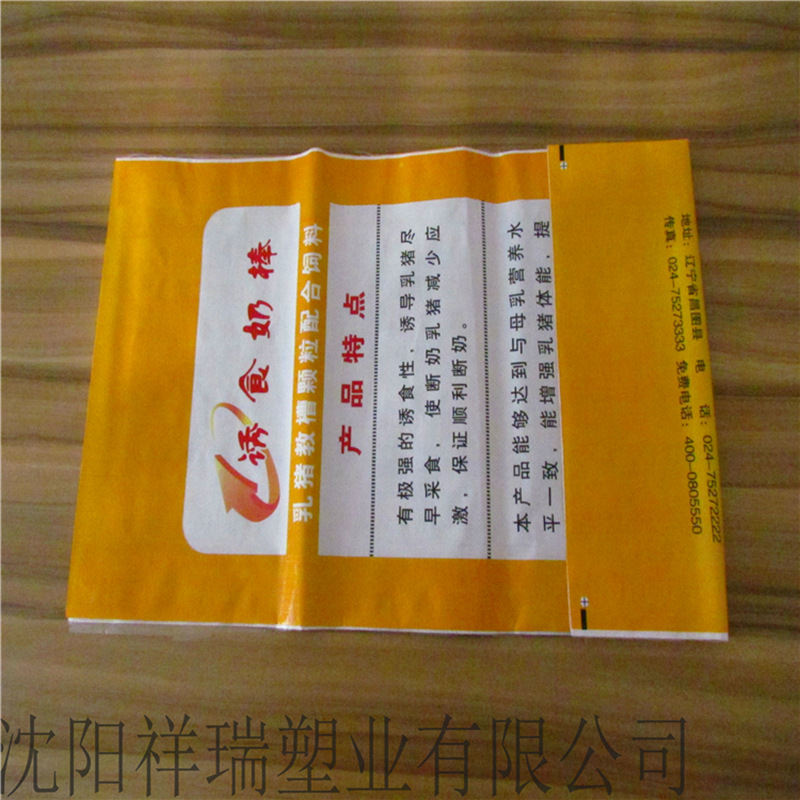 诱食奶棒
乳猪教槽颗粒配合饲料
产品特点
有极强的诱食性，诱导乳猪尽
早采食，使断奶乳猪减少应
激，保证顺利断奶。
本产品能够达到与母乳营养水
平一致，能增强乳猪体能，提
地址：辽宁省昌图县 电 话：024-75272222
传真：024-75273333 免费电话：400-0805550
沈阳祥瑞塑业有限公司